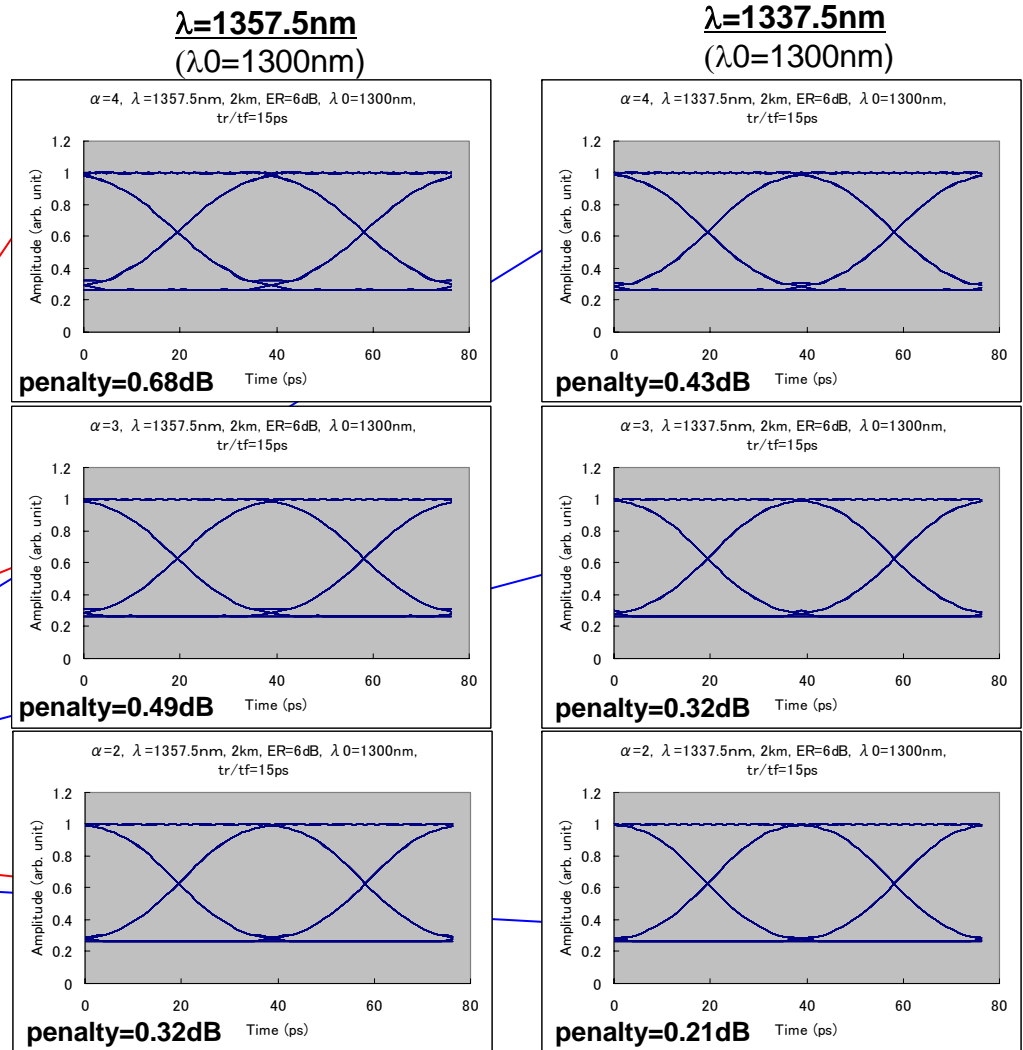 λ=1357.5nm
(λ0=1300nm)
α=4, λ=1357.5nm, 2km, ER=6dB, λ0=1300nm,
tr/tf=15ps
Amplitude (arb. unit)
1.2
1
0.8
0.6
0.4
0.2
0
0 20 40 60 80
Time (ps)
penalty=0.68dB
α=3, λ=1357.5nm, 2km, ER=6dB, λ0=1300nm,
tr/tf=15ps
Amplitude (arb. unit)
1.2
1
0.8
0.6
0.4
0.2
0
0 20 40 60 80
Time (ps)
penalty=0.49dB
α=2, λ=1357.5nm, 2km, ER=6dB, λ0=1300nm,
tr/tf=15ps
Amplitude (arb. unit)
1.2
1
0.8
0.6
0.4
0.2
0
0 20 40 60 80
Time (ps)
penalty=0.32dB
λ=1337.5nm
(λ0=1300nm)
α=4, λ=1337.5nm, 2km, ER=6dB, λ0=1300nm,
tr/tf=15ps
Amplitude (arb. unit)
1.2
1
0.8
0.6
0.4
0.2
0
0 20 40 60 80
Time (ps)
penalty=0.43dB
α=3, λ=1337.5nm, 2km, ER=6dB, λ0=1300nm,
tr/tf=15ps
Amplitude (arb. unit)
1.2
1
0.8
0.6
0.4
0.2
0
0 20 40 60 80
Time (ps)
penalty=0.32dB
α=2, λ=1337.5nm, 2km, ER=6dB, λ0=1300nm,
tr/tf=15ps
Amplitude (arb. unit)
1.2
1
0.8
0.6
0.4
0.2
0
0 20 40 60 80
Time (ps)
penalty=0.21dB